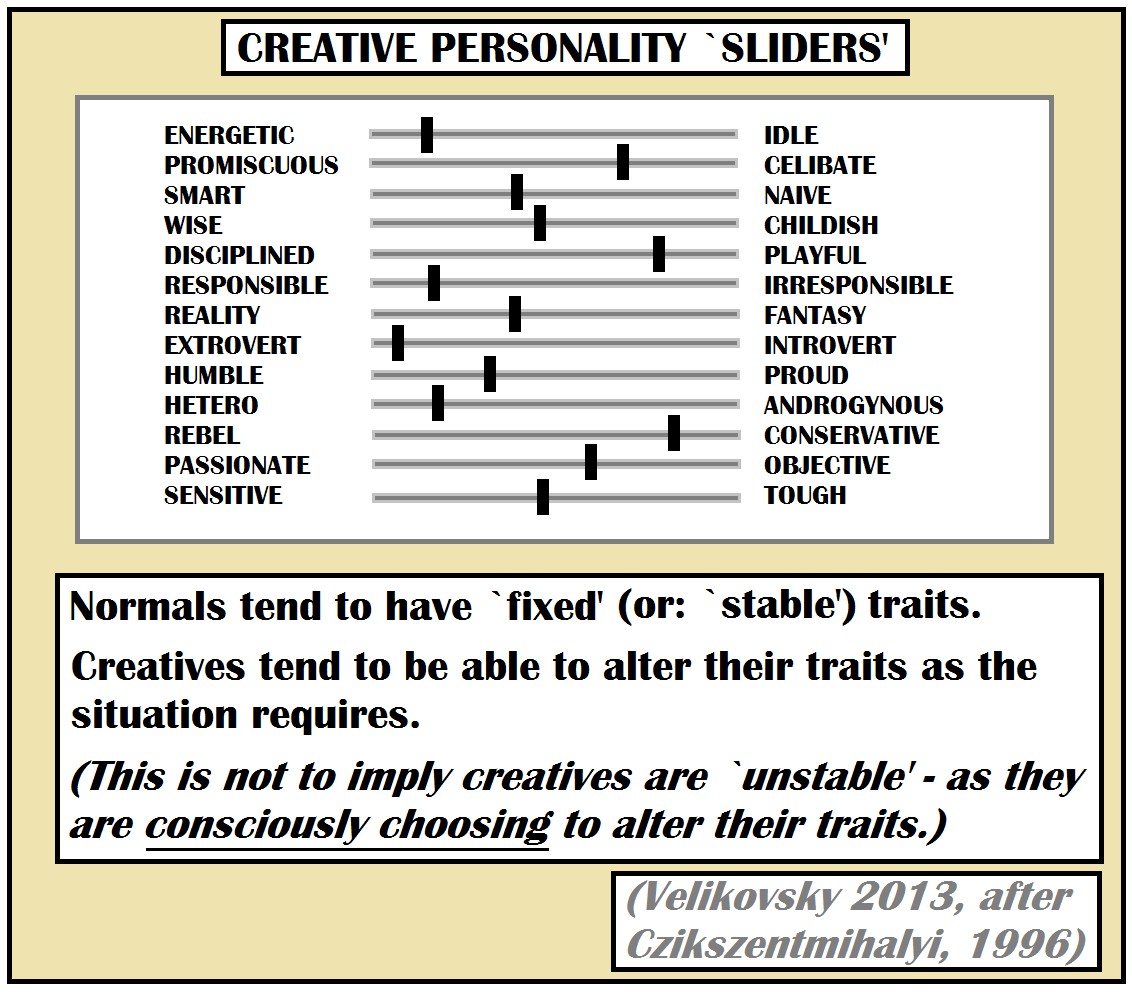 CREATIVE PERSONALITY `SLIDERS'
ENERGETIC IDLE
PROMISCUOUS CELIBATE
SMART NAIVE
WISE CHILDISH
DISCIPLINED PLAYFUL
RESPONSIBLE IRRESPONSIBLE
REALITY FANTASY
EXTROVERT INTROVERT
HUMBLE PROUD
HETERO ANDROGYNOUS
REBEL CONSERVATIVE
PASSIONATE OBJECTIVE
SENSITIVE TOUGH
Normals tend to have `fixed' (or: `stable') traits.
Creatives tend to be able to alter their traits as the
situation requires.
(This is not to imply creatives are `unstable' - as they
are consciously choosing to alter their traits.)
(Velikovsky 2013, after
Czikszentmihalyi, 1996)